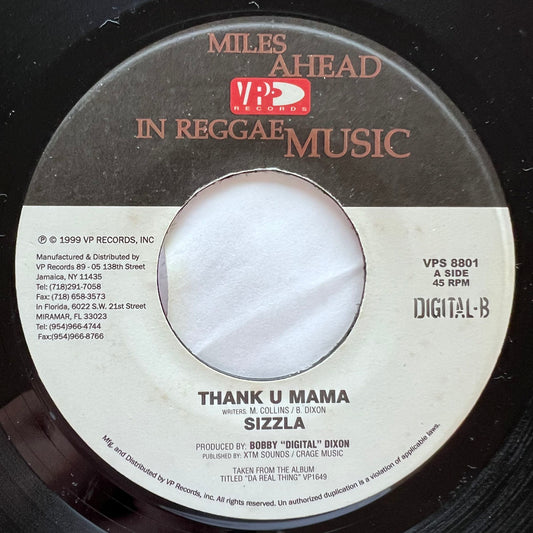 MILES
AHEAD
VP
RECORDS
IN REGGAE
MUSIC
℗ © 1999 VP RECORDS, INC
Manufactured & Distributed by
VP Records 89 - 05 138th Street
Jamaica, NY 11435
Tel:(718)291-7058
Fax: (718) 658-3573
In Florida, 6022 S.W. 21st Street
MIRAMAR, FL 33023
Tel:(954)966-4744
Fax:(954)966-8766
VPS 8801
A SIDE
45 RPM
DIGITAL-B
THANK U MAMA
WRITERS: M. COLLINS / B. DIXON
SIZZLA
PRODUCED BY: BOBBY "DIGITAL" DIXON
PUBLISHED BY: XTM SOUNDS / CRAGE MUSIC
TAKEN FROM THE ALBUM
TITLED "DA REAL THING" VP1649
Mfg. and Distributed by VP Records, Inc. All rights reserved. Un authorized duplication is a violation of applicable laws.